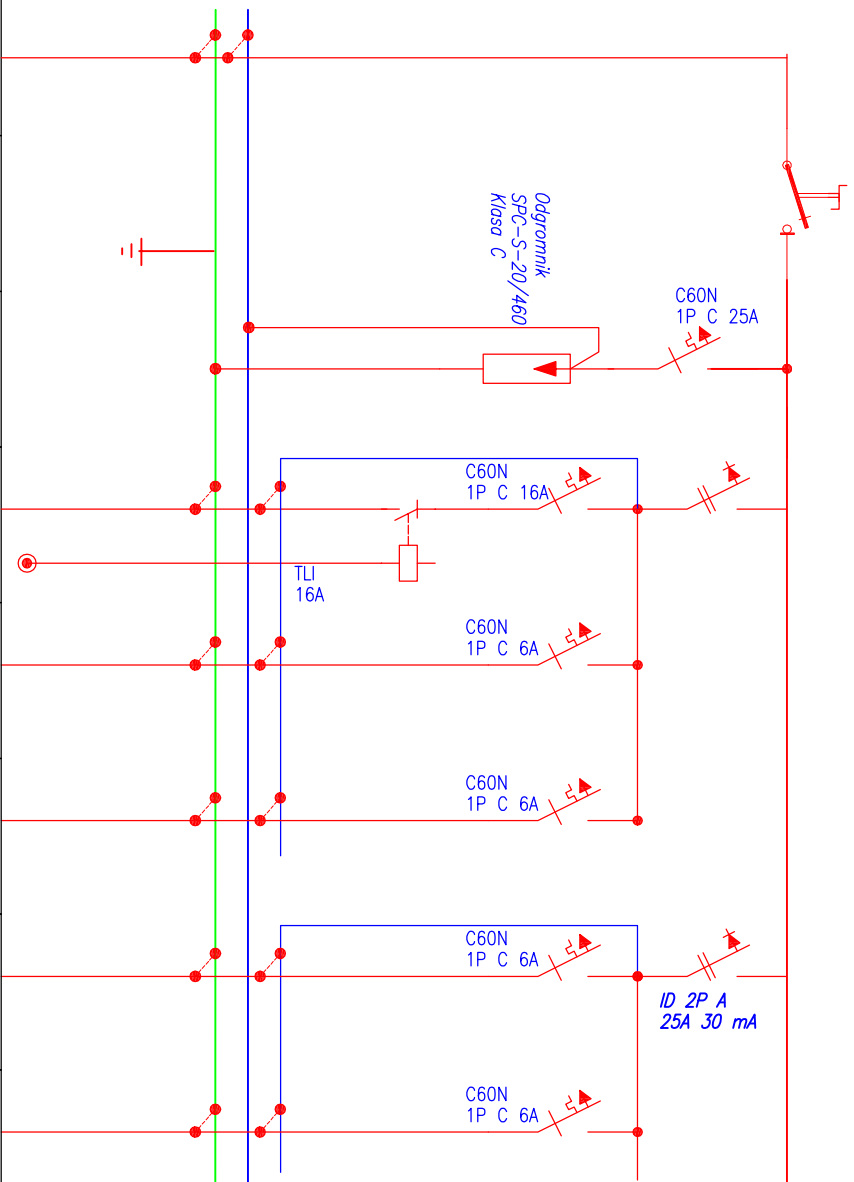 Odgromnik
SPC-S-20/460
Klasa C
C60N
1P C 25A
C60N
1P C 16A
TLI
16A
C60N
1P C 6A
C60N
1P C 6A
C60N
1P C 6A
ID 2P A
25A 30 mA
C60N
1P C 6A